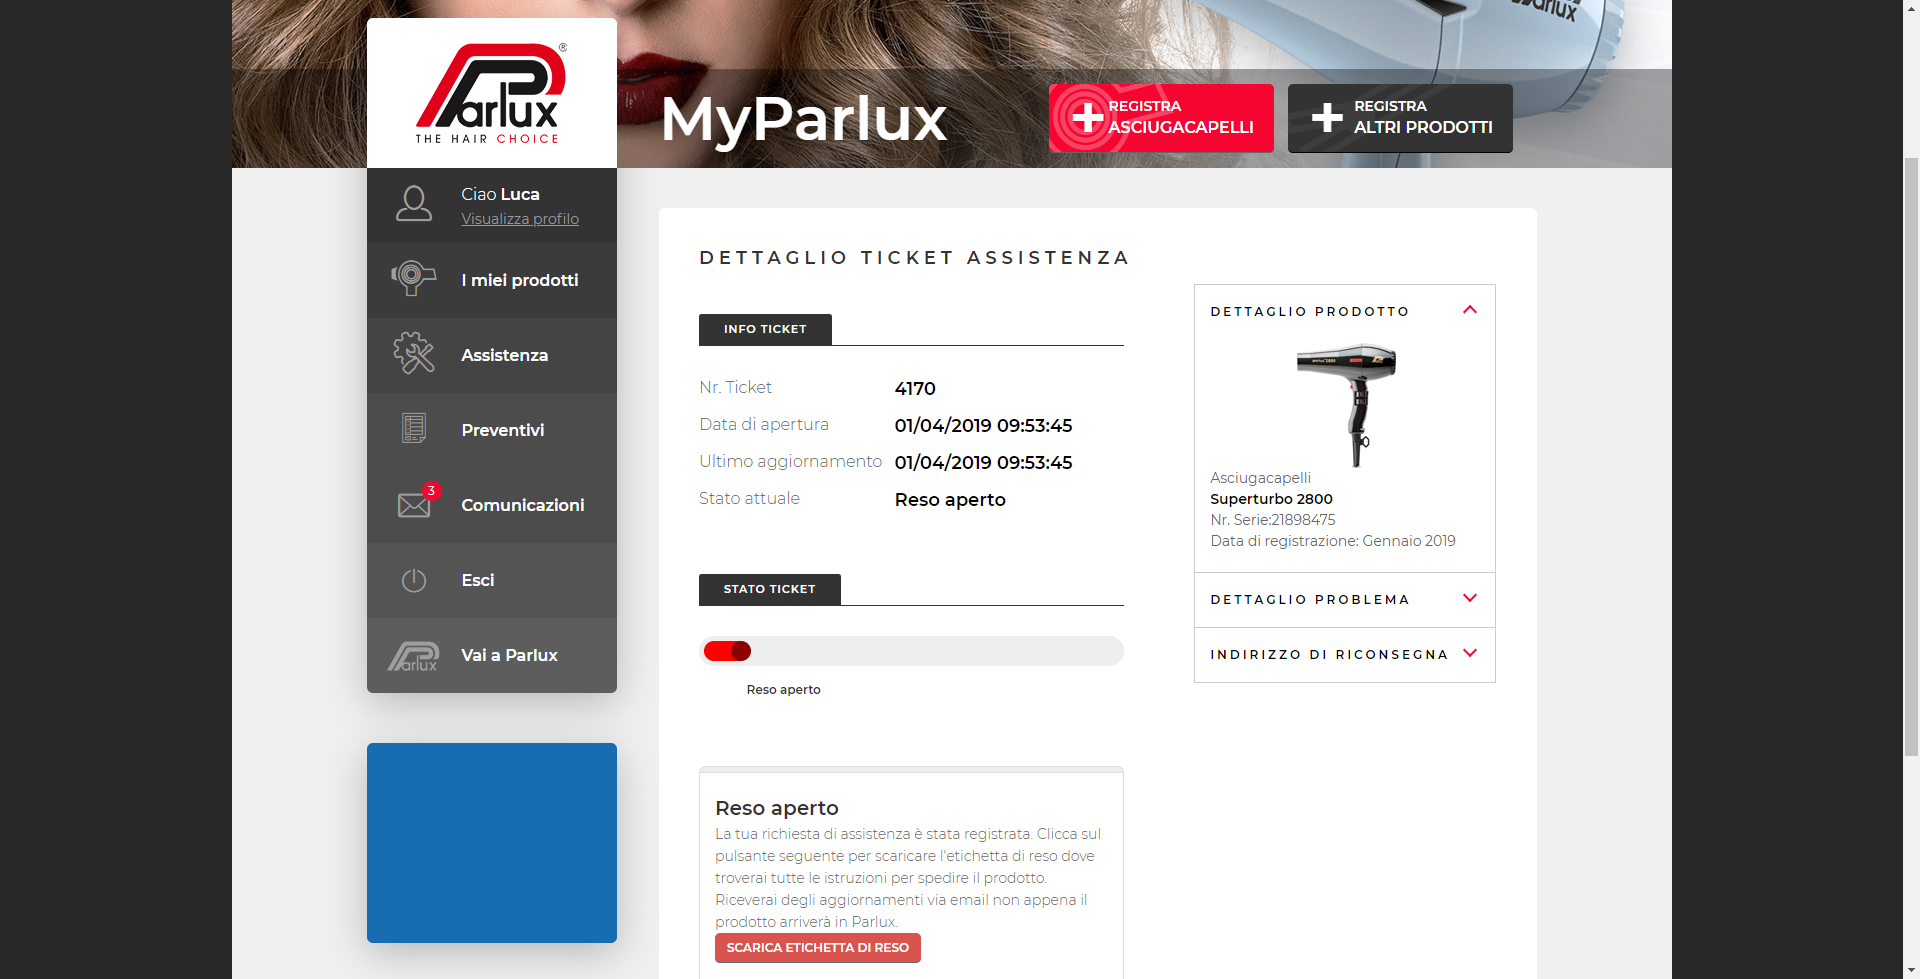 Parlux
®
Parlux
THE HAIR CHOICE
MyParlux
REGISTRA
ASCIUGACAPELLI
REGISTRA
ALTRI PRODOTTI
Ciao Luca
Visualizza profilo
I miei prodotti
Assistenza
Preventivi
3
Comunicazioni
Esci
Parlux
Vai a Parlux
DETTAGLIO TICKET ASSISTENZA
INFO TICKET
Nr. Ticket 4170
Data di apertura 01/04/2019 09:53:45
Ultimo aggiornamento 01/04/2019 09:53:45
Stato attuale Reso aperto
STATO TICKET
Reso aperto
Reso aperto
La tua richiesta di assistenza è stata registrata. Clicca sul
pulsante seguente per scaricare l'etichetta di reso dove
troverai tutte le istruzioni per spedire il prodotto.
Riceverai degli aggiornamenti via email non appena il
prodotto arriverà in Parlux.
SCARICA ETICHETTA DI RESO
DETTAGLIO PRODOTTO
Asciugacapelli
Superturbo 2800
Nr. Serie:21898475
Data di registrazione: Gennaio 2019
DETTAGLIO PROBLEMA
INDIRIZZO DI RICONSEGNA